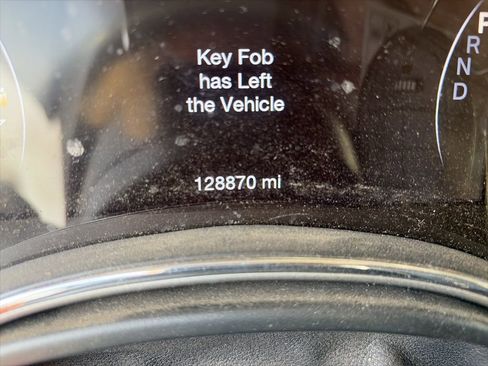 Key Fob
has Left
the Vehicle
128870 mi
P
R
N
D